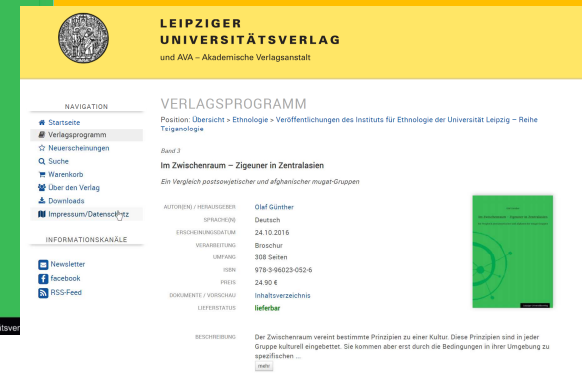 LEIPZIGER
UNIVERSITÄTSVERLAG
und AVA – Akademische Verlagsanstalt
NAVIGATION
Startseite
Verlagsprogramm
Neuerscheinungen
Suche
Warenkorb
Über den Verlag
Downloads
Impressum/Datenschutz
INFORMATIONSKANÄLE
Newsletter
facebook
RSS-Feed
VERLAGSPROGRAMM
Position: Übersicht > Ethnologie > Veröffentlichungen des Instituts für Ethnologie der Universität Leipzig – Reihe
Tsiganologie
Band 3
Im Zwischenraum – Zigeuner in Zentralasien
Ein Vergleich postsowjetischer und afghanischer mugat-Gruppen
AUTOR(EN) / HERAUSGEBER Olaf Günther
SPRACHE(N) Deutsch
ERSCHEINUNGSDATUM 24.10.2016
VERARBEITUNG Broschur
UMFANG 308 Seiten
ISBN 978-3-96023-052-6
PREIS 24.90 €
DOKUMENTE / VORSCHAU Inhaltsverzeichnis
LIEFERSTATUS lieferbar
BESCHREIBUNG Der Zwischenraum vereint bestimmte Prinzipien zu einer Kultur. Diese Prinzipien sind in jeder
Gruppe kulturell eingebettet. Sie kommen aber erst durch die Bedingungen in ihrer Umgebung zu
spezifischen ...
mehr